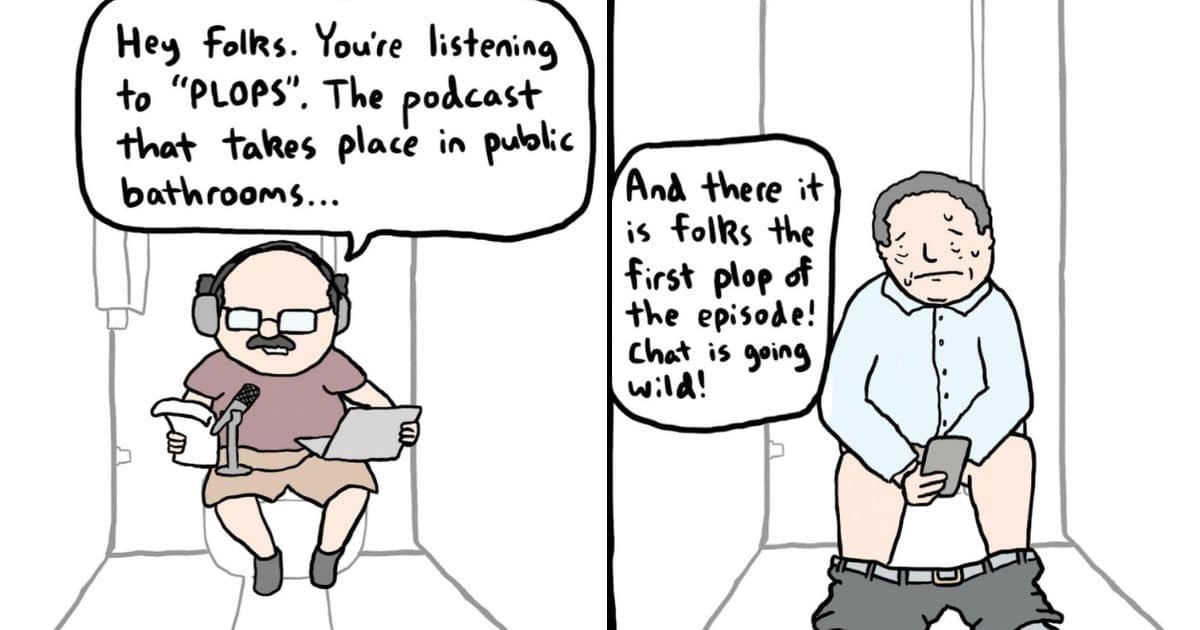 Hey Folks. You're listening
to "PLOPS". The podcast
that takes place in public
bathrooms...
And there it
is folks the
first plop of
the episode!
Chat is going
wild!